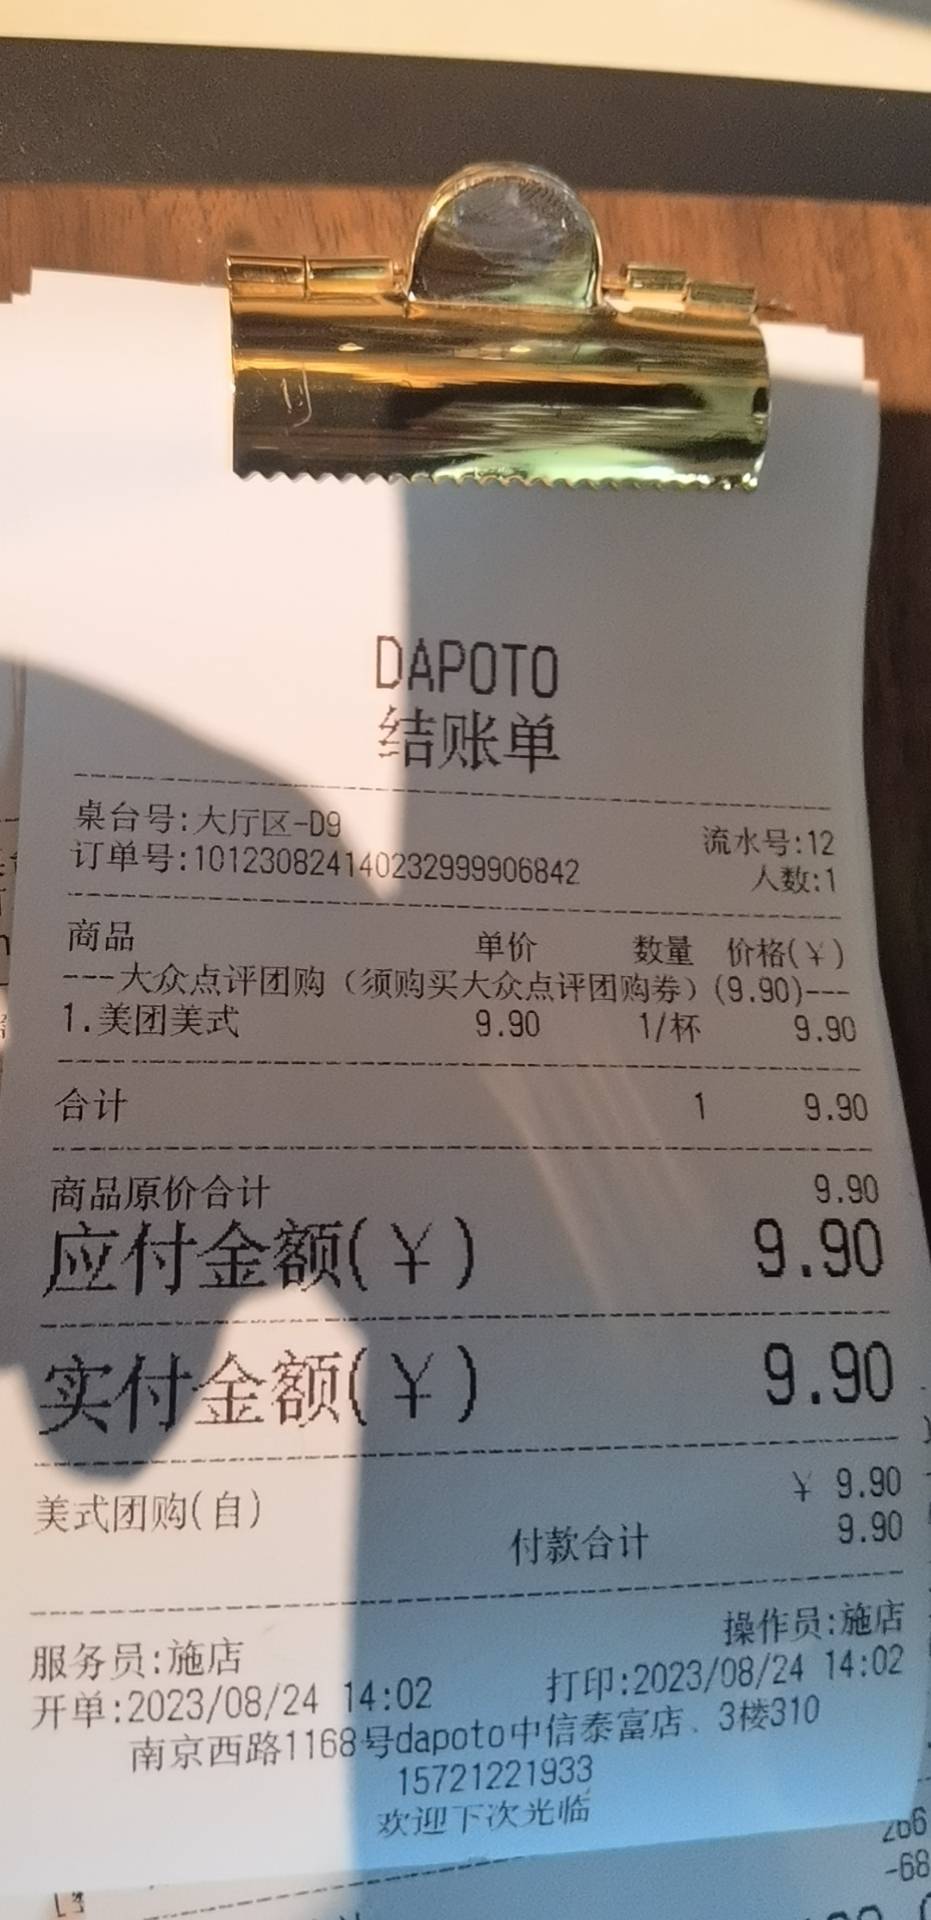 DAPOTO
结账单
桌台号:大厅区-D9
流水号:12
订单号:101230824140232999906842
人数:1
商品 单价 数量 价格(¥)
---大众点评团购（须购买大众点评团购券）(9.90)---
1.美团美式 9.90 1/杯 9.90
合计 1 9.90
商品原价合计 9.90
应付金额(¥) 9.90
实付金额(¥) 9.90
美式团购(自) ¥ 9.90
付款合计 9.90
服务员:施店 操作员:施店
开单:2023/08/24 14:02 打印:2023/08/24 14:02
南京西路1168号dapoto中信泰富店、3楼310
15721221933
欢迎下次光临
266
-68